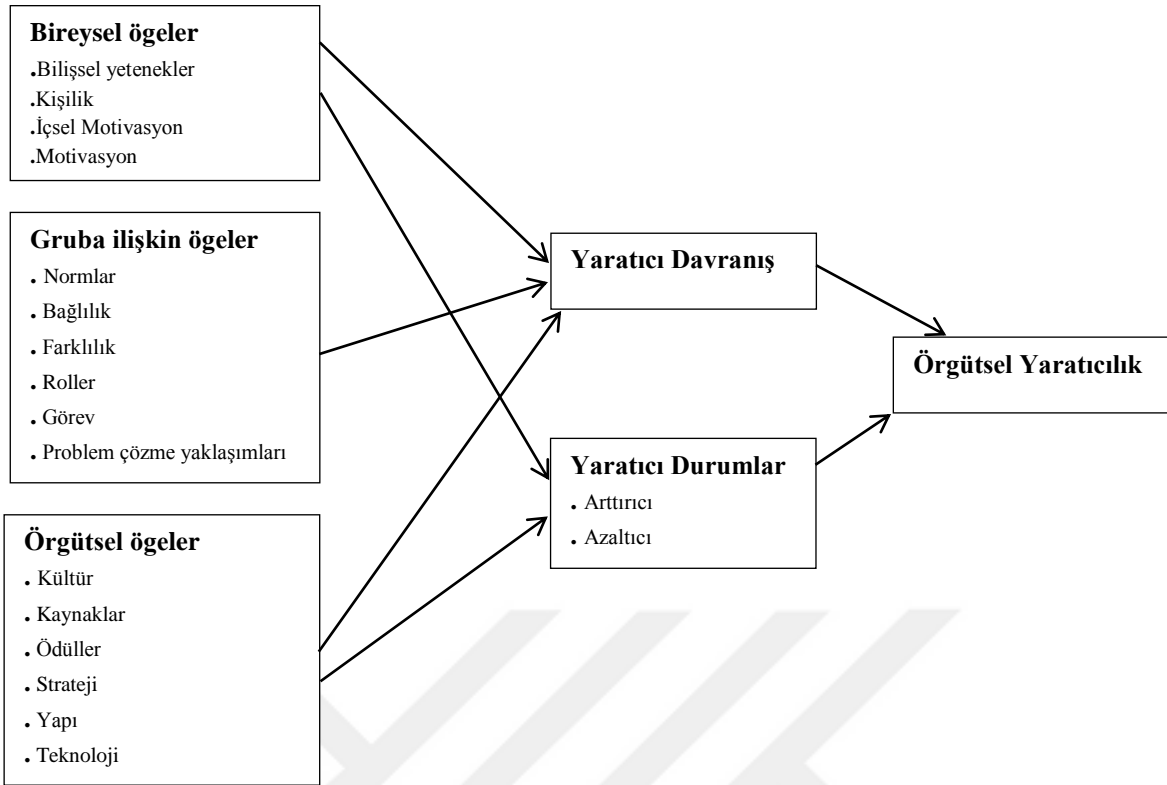 Bireysel ögeler
.Bilişsel yetenekler
.Kişilik
.İçsel Motivasyon
.Motivasyon
Gruba ilişkin ögeler
. Normlar
. Bağlılık
. Farklılık
. Roller
. Görev
. Problem çözme yaklaşımları
Örgütsel ögeler
. Kültür
. Kaynaklar
. Ödüller
. Strateji
. Yapı
. Teknoloji
Yaratıcı Davranış
Yaratıcı Durumlar
. Arttırıcı
. Azaltıcı
Örgütsel Yaratıcılık